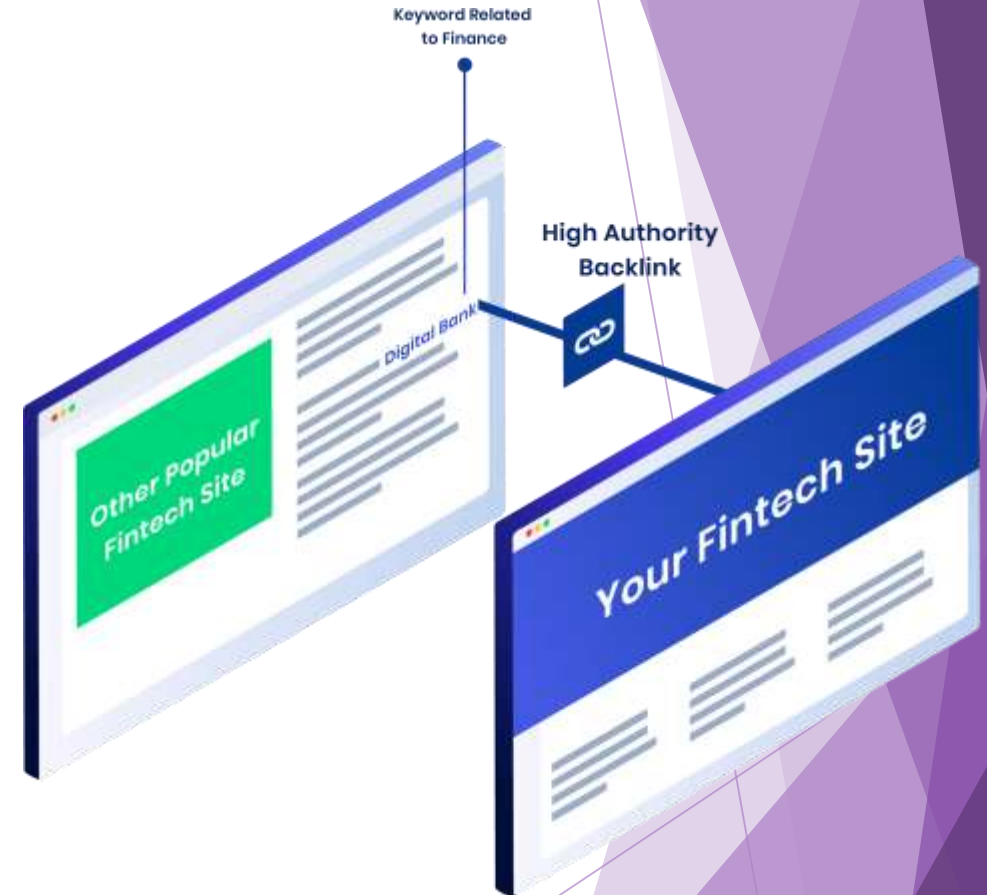 Keyword Related
to Finance
High Authority
Backlink
Digital Bank
Other Popular
Fintech Site
Your Fintech Site